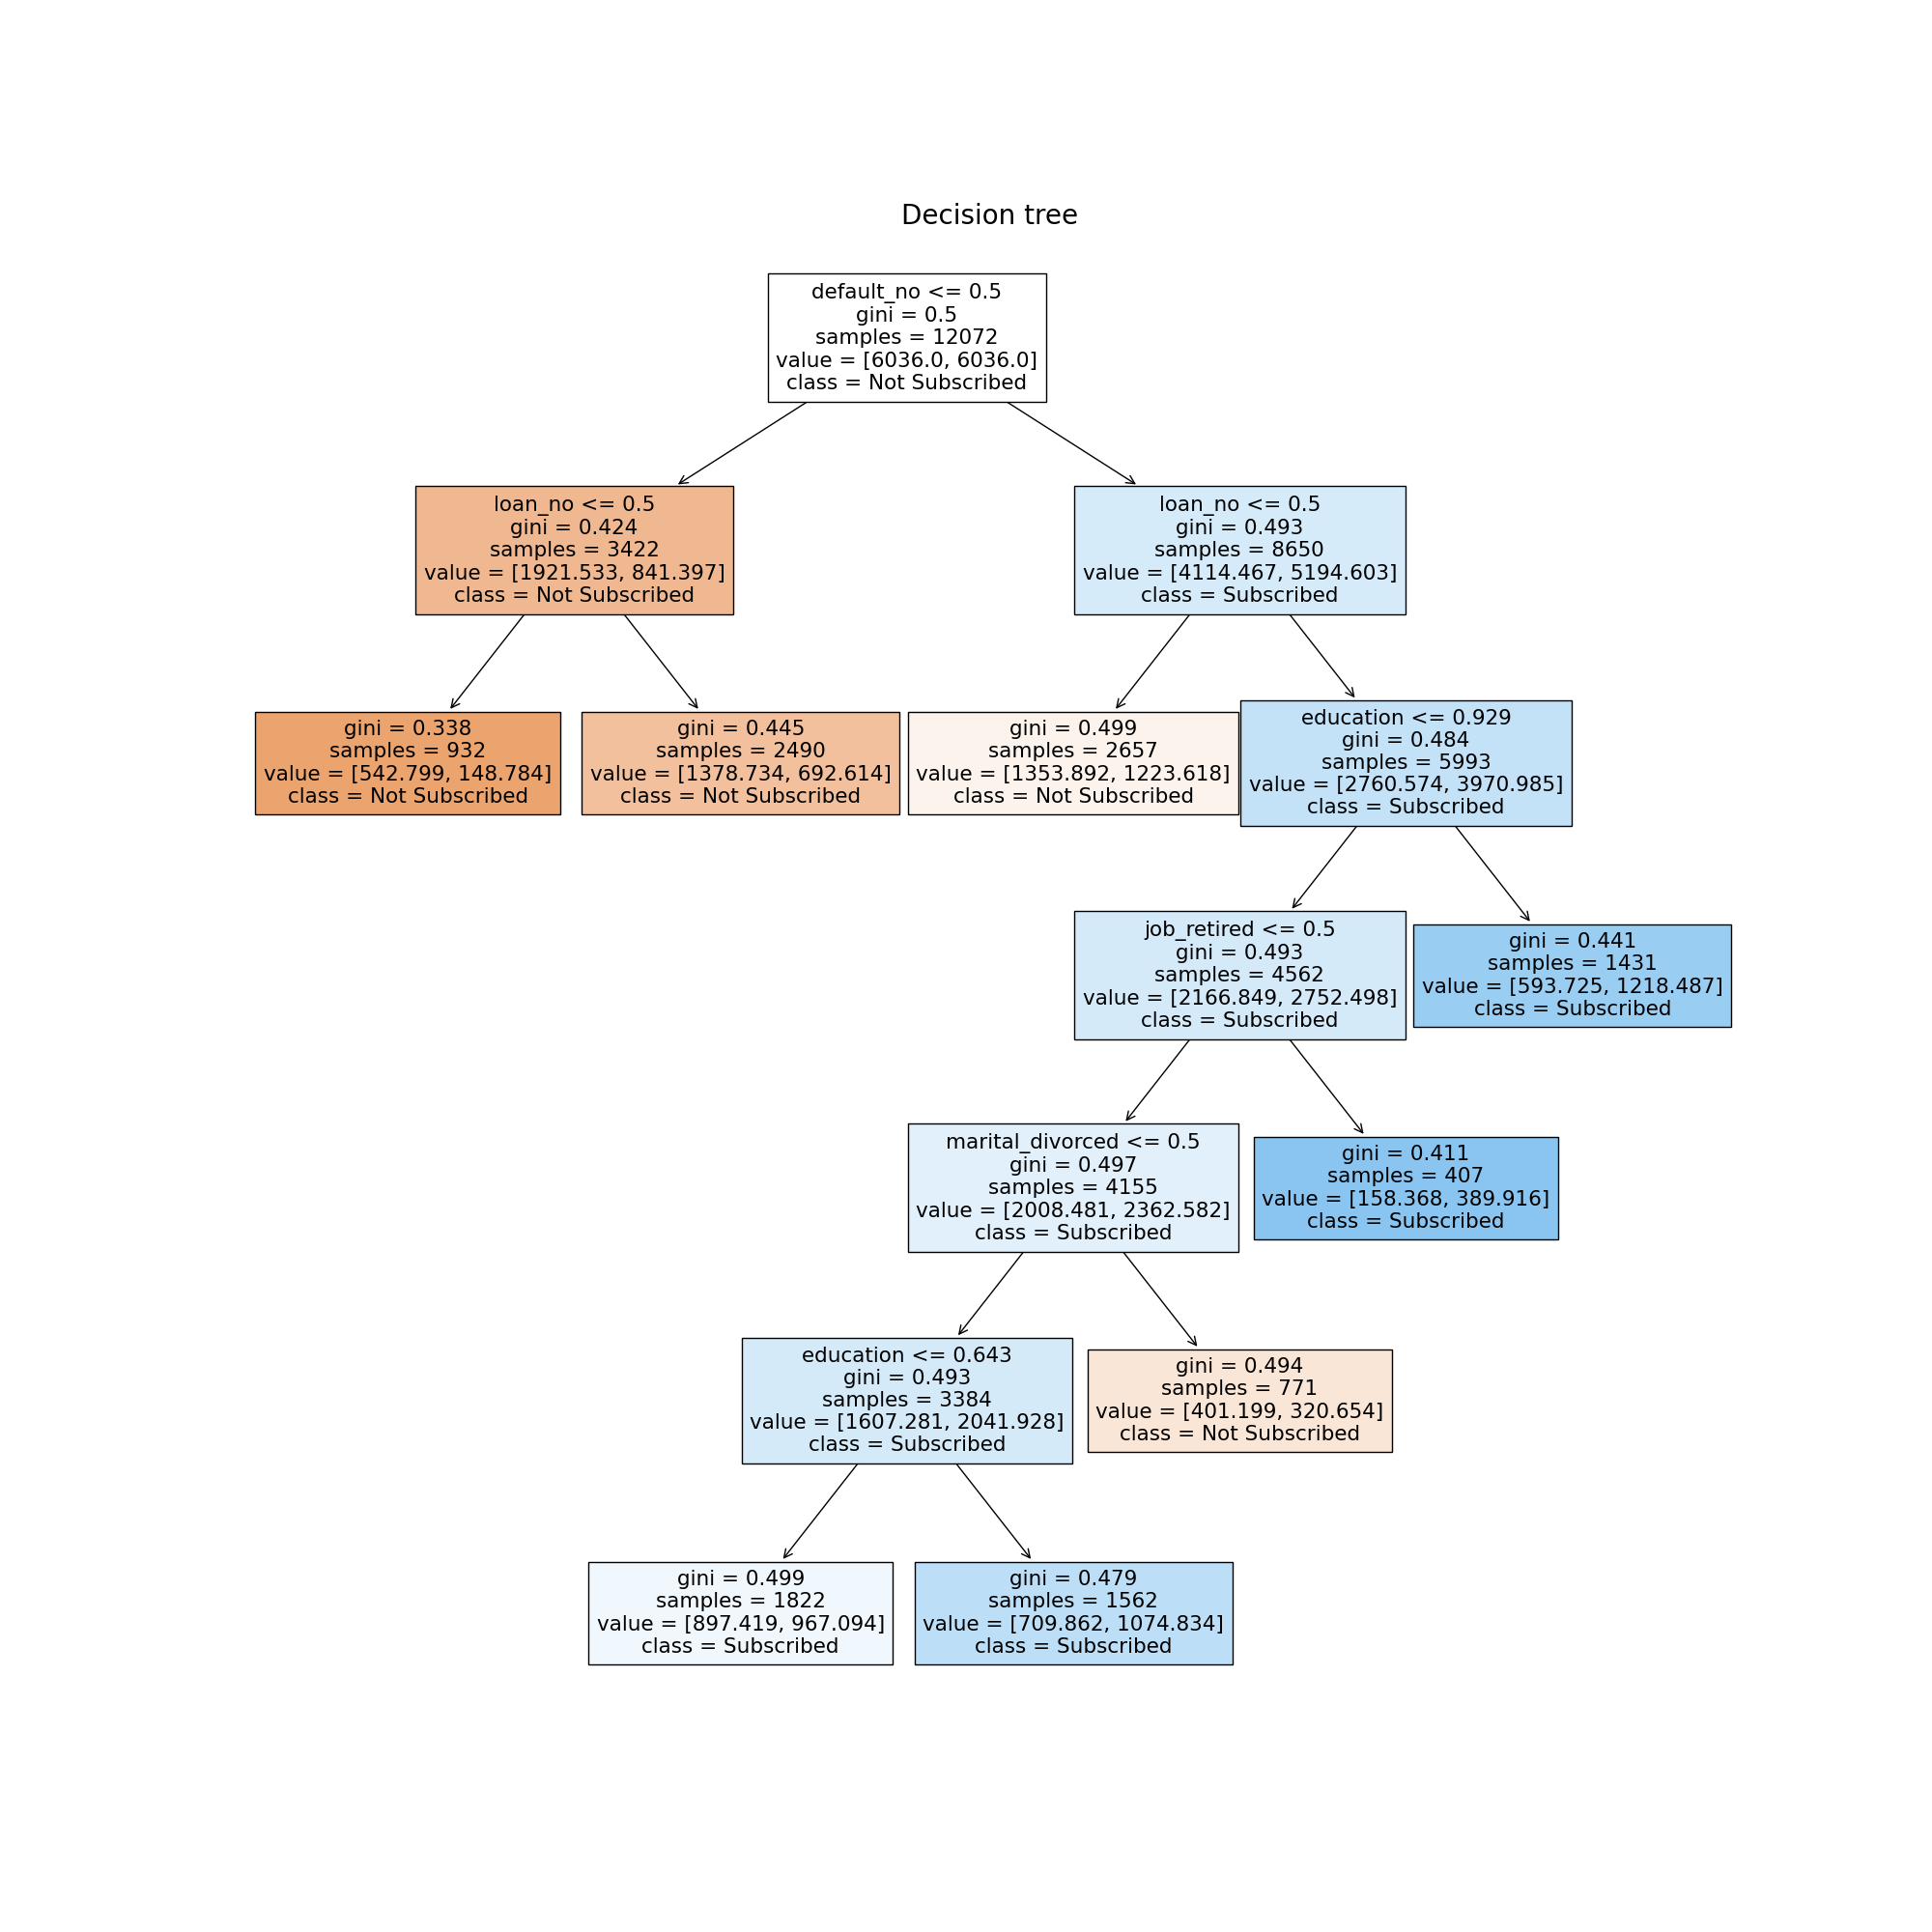 Decision tree
default_no <= 0.5
gini = 0.5
samples = 12072
value = [6036.0, 6036.0]
class = Not Subscribed
loan_no <= 0.5
gini = 0.424
samples = 3422
value = [1921.533, 841.397]
class = Not Subscribed
loan_no <= 0.5
gini = 0.493
samples = 8650
value = [4114.467, 5194.603]
class = Subscribed
gini = 0.338
samples = 932
value = [542.799, 148.784]
class = Not Subscribed
gini = 0.445
samples = 2490
value = [1378.734, 692.614]
class = Not Subscribed
gini = 0.499
samples = 2657
value = [1353.892, 1223.618]
class = Not Subscribed
education <= 0.929
gini = 0.484
samples = 5993
value = [2760.574, 3970.985]
class = Subscribed
job_retired <= 0.5
gini = 0.493
samples = 4562
value = [2166.849, 2752.498]
class = Subscribed
gini = 0.441
samples = 1431
value = [593.725, 1218.487]
class = Subscribed
marital_divorced <= 0.5
gini = 0.497
samples = 4155
value = [2008.481, 2362.582]
class = Subscribed
gini = 0.411
samples = 407
value = [158.368, 389.916]
class = Subscribed
education <= 0.643
gini = 0.493
samples = 3384
value = [1607.281, 2041.928]
class = Subscribed
gini = 0.494
samples = 771
value = [401.199, 320.654]
class = Not Subscribed
gini = 0.499
samples = 1822
value = [897.419, 967.094]
class = Subscribed
gini = 0.479
samples = 1562
value = [709.862, 1074.834]
class = Subscribed